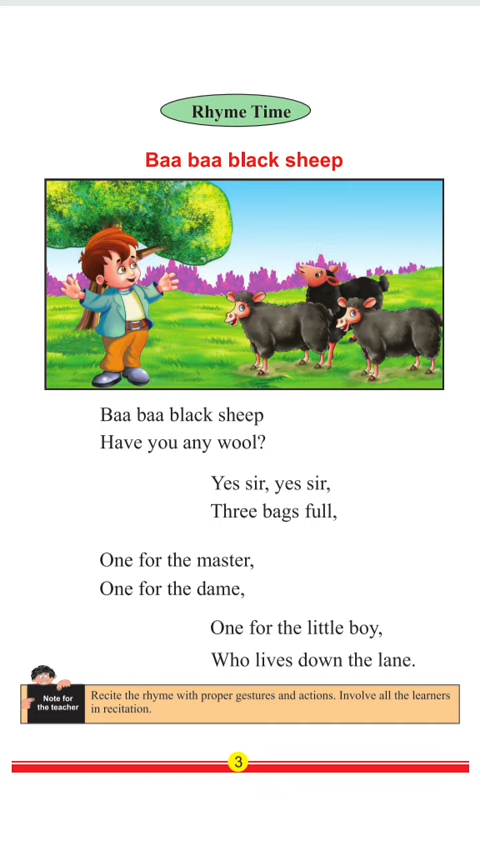 Rhyme Time
Baa baa black sheep
Baa baa black sheep
Have you any wool?
Yes sir, yes sir,
Three bags full,
One for the master,
One for the dame,
One for the little boy,
Who lives down the lane.
Note for
the teacher
Recite the rhyme with proper gestures and actions. Involve all the learners
in recitation.
3